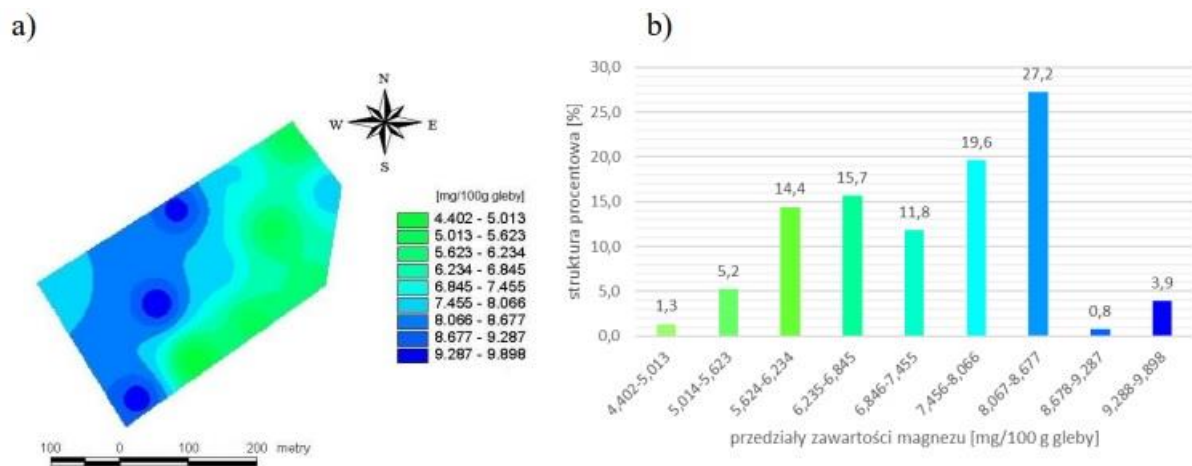 a)
N
W E
S
[mg/100g gleby]
4.402 - 5.013
5.013 - 5.623
5.623 - 6.234
6.234 - 6.845
6.845 - 7.455
7.455 - 8.066
8.066 - 8.677
8.677 - 9.287
9.287 - 9.898
100 0 100 200 metry
b)
struktura procentowa [%]
30,0
25,0
20,0
15,0
10,0
5,0
0,0
1,3
5,2
14,4
15,7
11,8
19,6
27,2
0,8
3,9
4,402-5,013
5,014-5,623
5,624-6,234
6,235-6,845
6,846-7,455
7,456-8,066
8,067-8,677
8,678-9,287
9,288-9,898
przedziały zawartości magnezu [mg/100 g gleby]